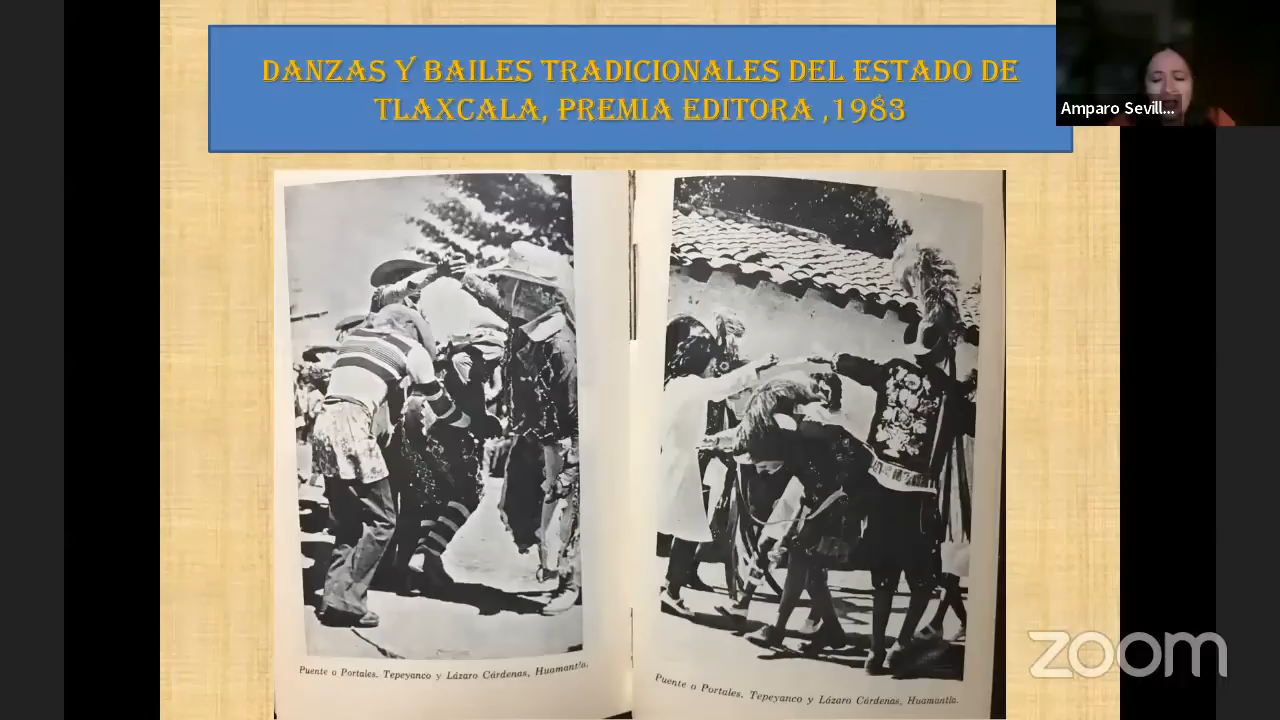 DANZAS Y BAILES TRADICIONALES DEL ESTADO DE
TLAXCALA, PREMIA EDITORA ,1983
Amparo Sevill...
Puente o Portales. Tepeyanco y Lázaro Cárdenas, Huamantla.
Puente o Portales. Tepeyanco y Lázaro Cárdenas, Huamantla.
zoom